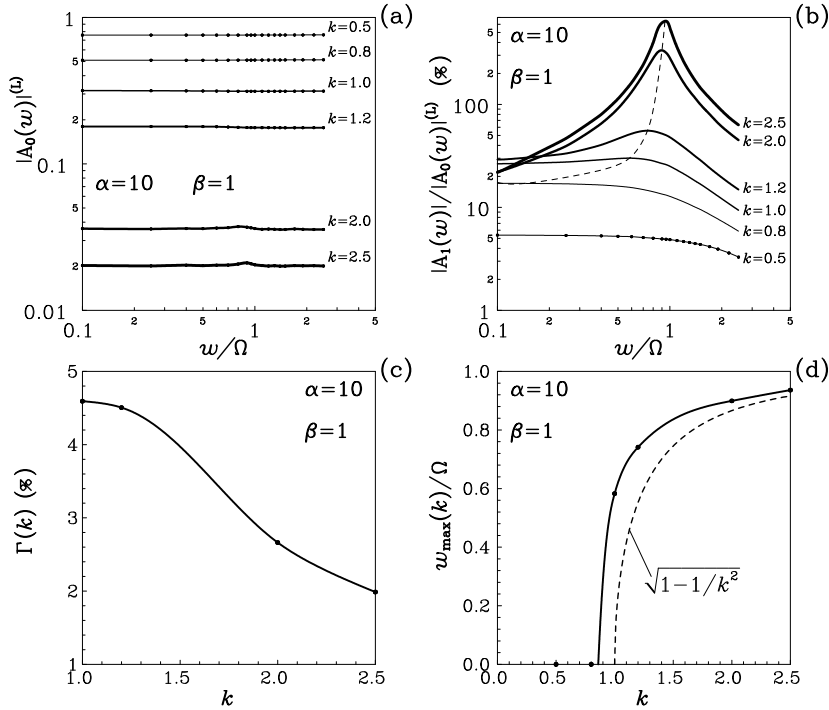 (a)
|A₀(w)|⁽ᴸ⁾
5
2
0.1
5
2
0.01
k=0.5
k=0.8
k=1.0
k=1.2
α=10 β=1
k=2.0
k=2.5
0.1 2 5 1 2 5
w/Ω
(b)
|A₁(w)|/|A₀(w)|⁽ᴸ⁾ (%)
α=10
β=1
5
2
100
5
2
10
5
2
1
k=2.5
k=2.0
k=1.2
k=1.0
k=0.8
k=0.5
0.1 2 5 1 2 5
w/Ω
(c)
Γ(k) (%)
α=10
β=1
5
4
3
2
1
1.0 1.5 2.0 2.5
k
(d)
w_max(k)/Ω
α=10
β=1
1.0
0.8
0.6
0.4
0.2
0.0
√1−1/k²
0.0 0.5 1.0 1.5 2.0 2.5
k